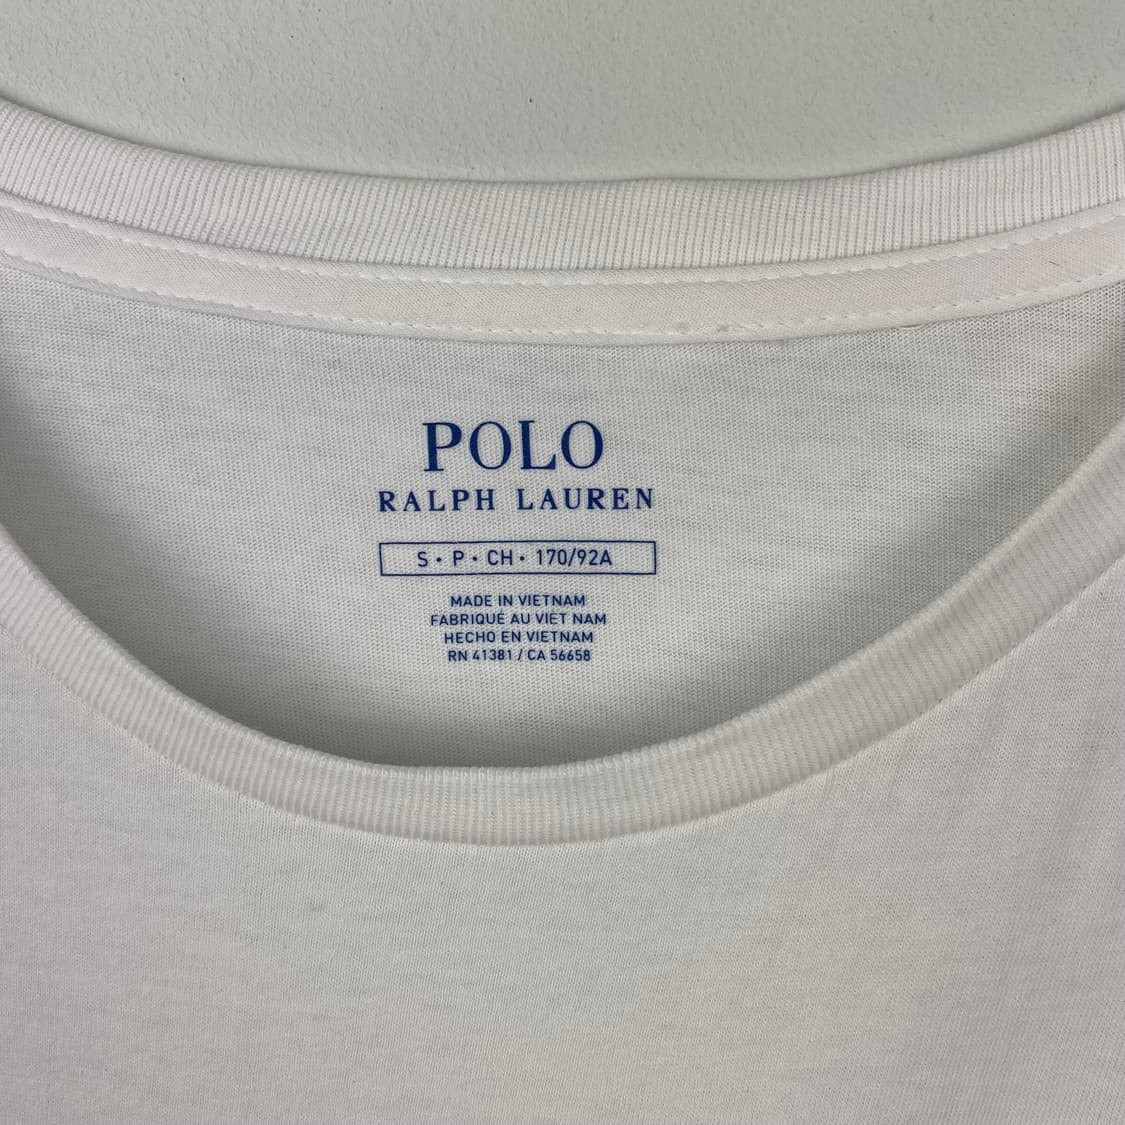 POLO
RALPH LAUREN
S • P • CH • 170/92A
MADE IN VIETNAM
FABRIQUÉ AU VIÊT NAM
HECHO EN VIETNAM
RN 41381 / CA 56658